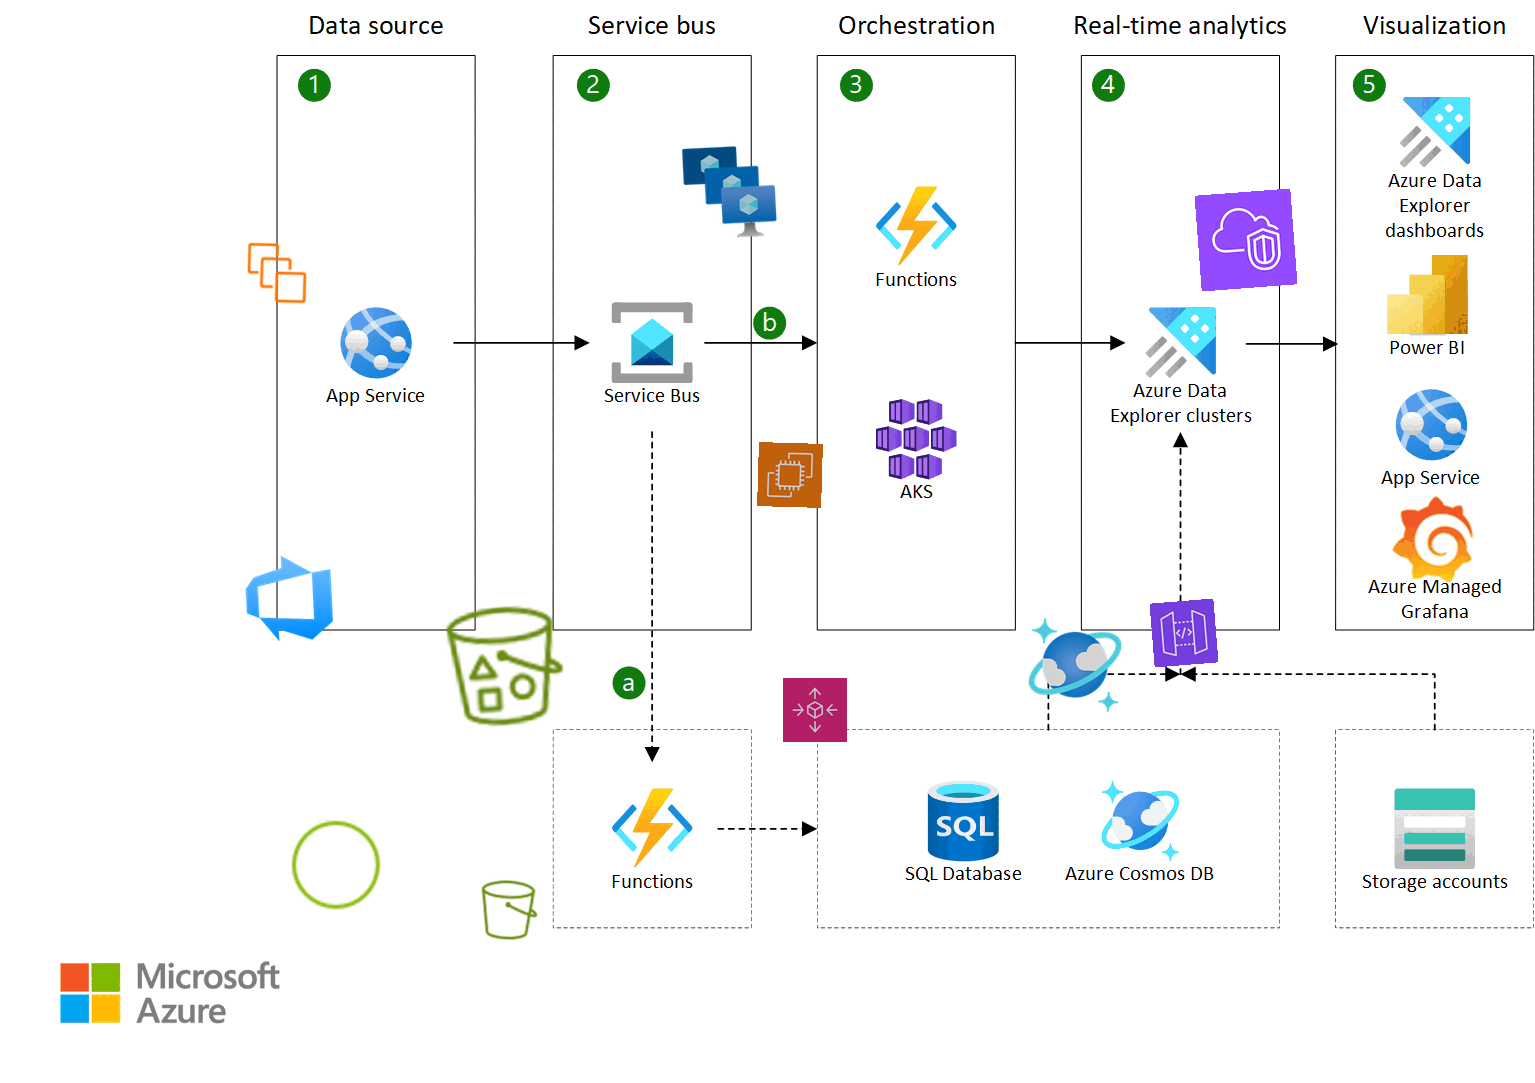 Data source
Service bus
Orchestration
Real-time analytics
Visualization
1
2
3
4
5
Azure Data
Explorer
dashboards
Functions
b
Power BI
App Service
Service Bus
Azure Data
Explorer clusters
App Service
AKS
Azure Managed
Grafana
a
SQL
Functions
SQL Database
Azure Cosmos DB
Storage accounts
Microsoft
Azure